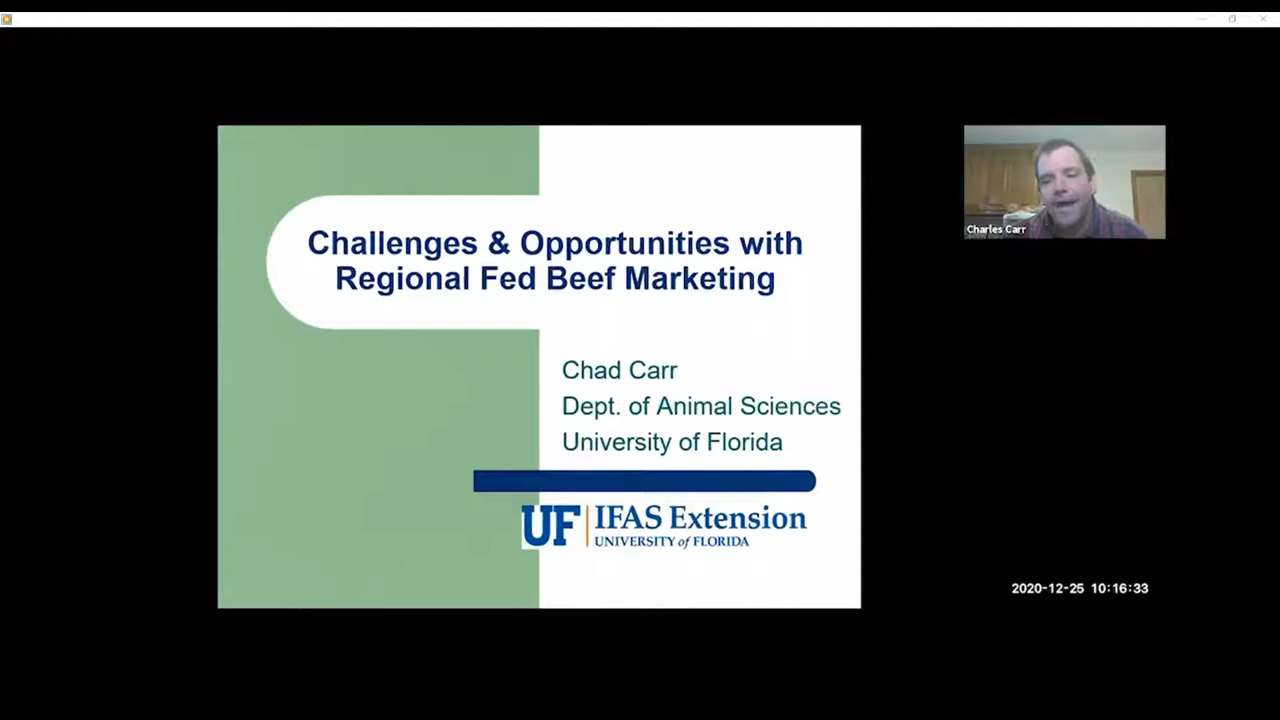 Challenges & Opportunities with
Regional Fed Beef Marketing
Chad Carr
Dept. of Animal Sciences
University of Florida
UF IFAS Extension
UNIVERSITY of FLORIDA
Charles Carr
2020-12-25 10:16:33